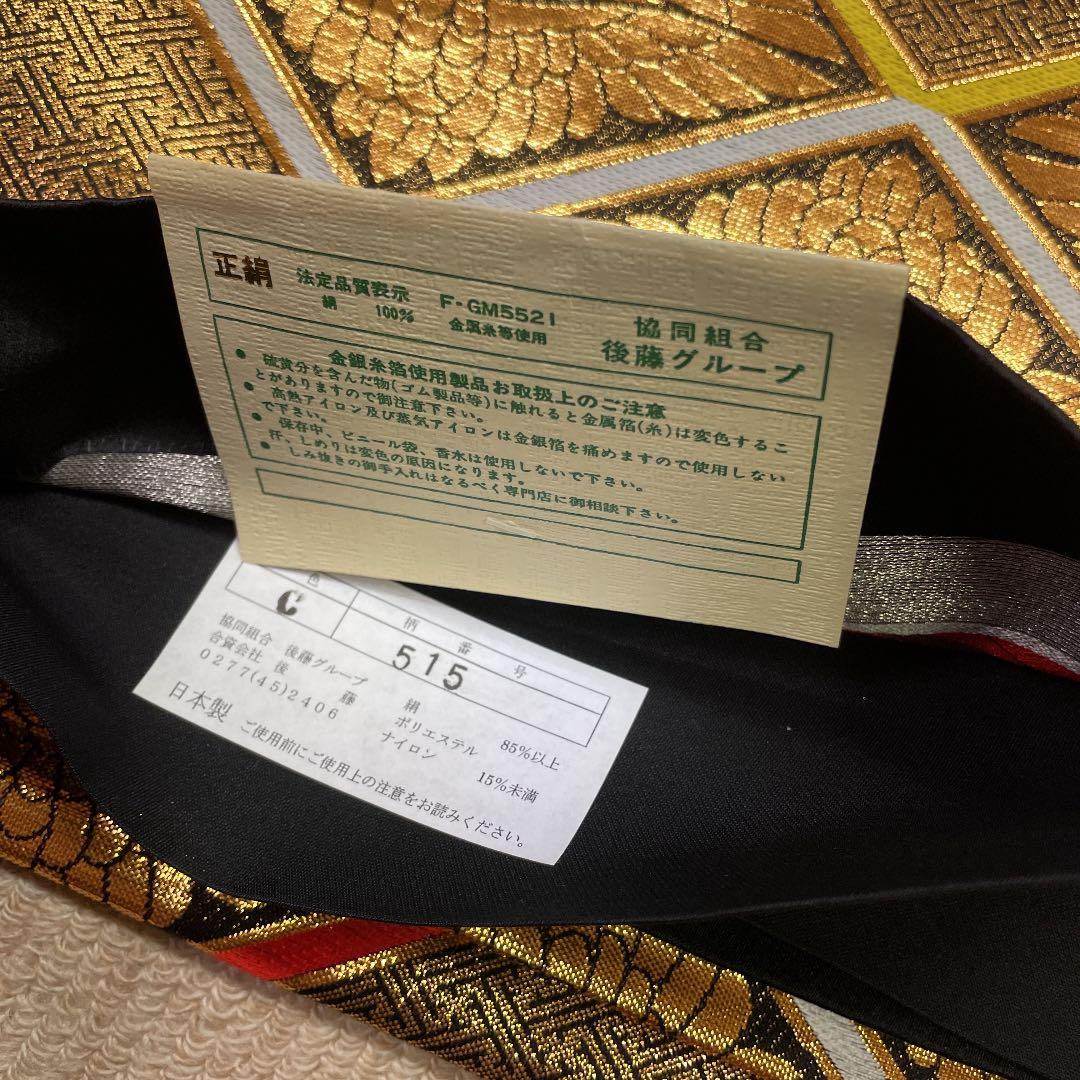 正絹 法定品質表示 F・GM5521 協同組合
絹 100% 金属糸等使用 後藤グループ
金銀糸箔使用製品お取扱上のご注意
● 硫黄分を含んだ物(ゴム製品等)に触れると金属箔(糸)は変色するこ
とがありますので御注意下さい。
● 高熱アイロン及び蒸気アイロンは金銀箔を痛めますので使用しない
で下さい。
● 保存中、ビニール袋、香水は使用しないで下さい。
汗、しめりは変色の原因になります。
● しみ抜きの御手入れはなるべく専門店に御相談下さい。
色 柄番号
C 515
協同組合 後藤グループ
合資会社 後藤
0277(45)2406
日本製
絹 85%以上
ポリエステル
ナイロン 15%未満
ご使用前にご使用上の注意をお読みください。